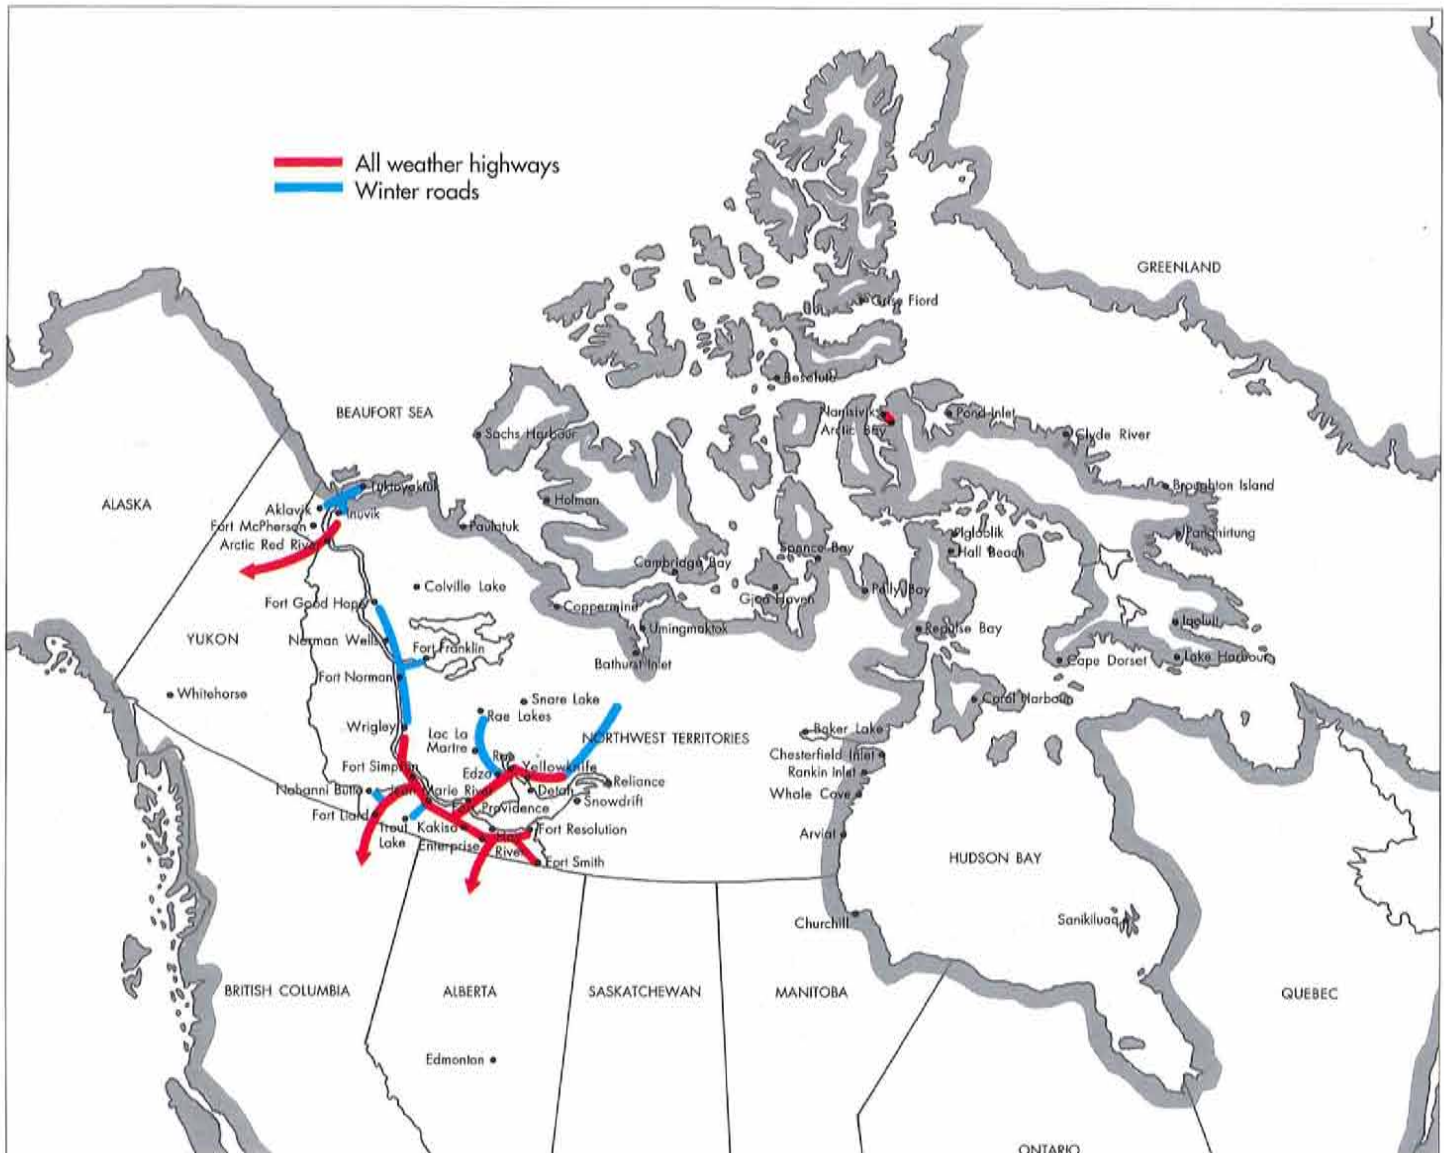 All weather highways
Winter roads
GREENLAND
Grise Fiord
Resolute
BEAUFORT SEA
Nanisivik
Pond Inlet
Arctic Bay
Sachs Harbour
Clyde River
Tuktoyaktuk
Broughton Island
ALASKA
Holman
Aklavik
Inuvik
Fort McPherson
Paulatuk
Igloolik
Pangnirtung
Arctic Red River
Spence Bay
Hall Beach
Cambridge Bay
Colville Lake
Pelly Bay
Fort Good Hope
Coppermine
Gjoa Haven
YUKON
Norman Wells
Umingmaktok
Repulse Bay
Iqaluit
Fort Franklin
Bathurst Inlet
Cape Dorset
Lake Harbour
Fort Norman
Whitehorse
Snare Lake
Coral Harbour
Rae Lakes
Wrigley
Lac La
Martre
NORTHWEST TERRITORIES
Baker Lake
Rae
Chesterfield Inlet
Fort Simpson
Edzo
Yellowknife
Rankin Inlet
Nahanni Butte
Jean Marie River
Detah
Reliance
Whale Cove
Snowdrift
Fort Liard
Fort Providence
Trout
Lake
Kakisa
Hay
River
Fort Resolution
Arviat
Enterprise
Fort Smith
HUDSON BAY
Churchill
Sanikiluaq
BRITISH COLUMBIA
ALBERTA
SASKATCHEWAN
MANITOBA
QUEBEC
Edmonton
ONTARIO